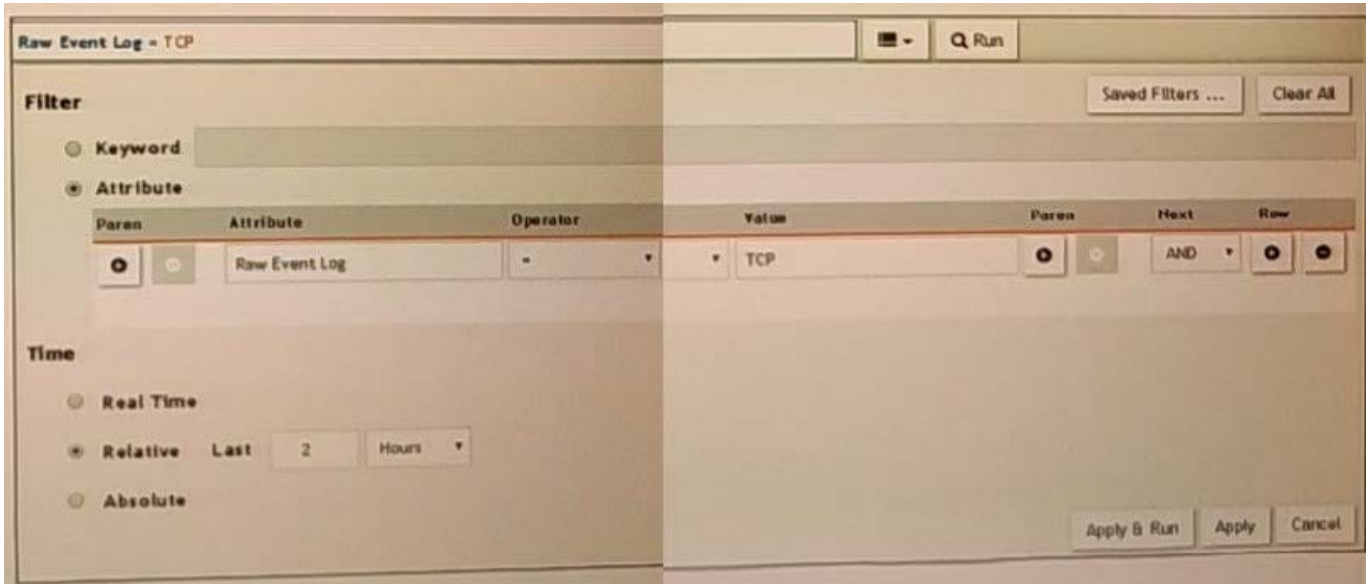 Raw Event Log = TCP Run
Filter Saved Filters ... Clear All
Keyword
Attribute
Paren Attribute Operator Value Paren Next Row
Raw Event Log = TCP AND
Time
Real Time
Relative Last 2 Hours
Absolute
Apply & Run Apply Cancel